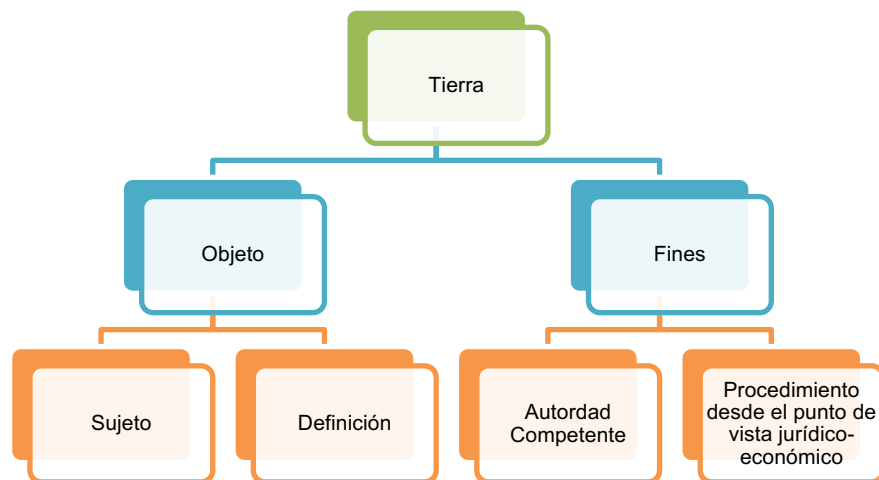 Tierra
Objeto
Fines
Sujeto
Definición
Autordad
Competente
Procedimiento
desde el punto de
vista jurídico-
económico